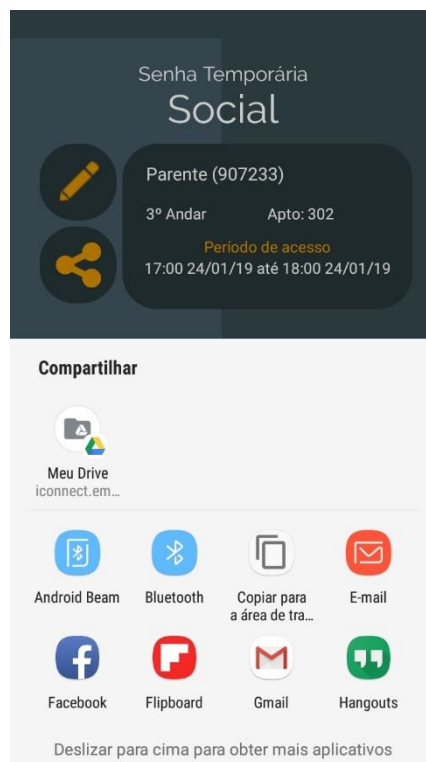 Senha Temporária
Social
Parente (907233)
3º Andar Apto: 302
Período de acesso
17:00 24/01/19 até 18:00 24/01/19
Compartilhar
Meu Drive
iconnect.em...
Android Beam Bluetooth Copiar para E-mail
a área de tra...
Facebook Flipboard Gmail Hangouts
Deslizar para cima para obter mais aplicativos